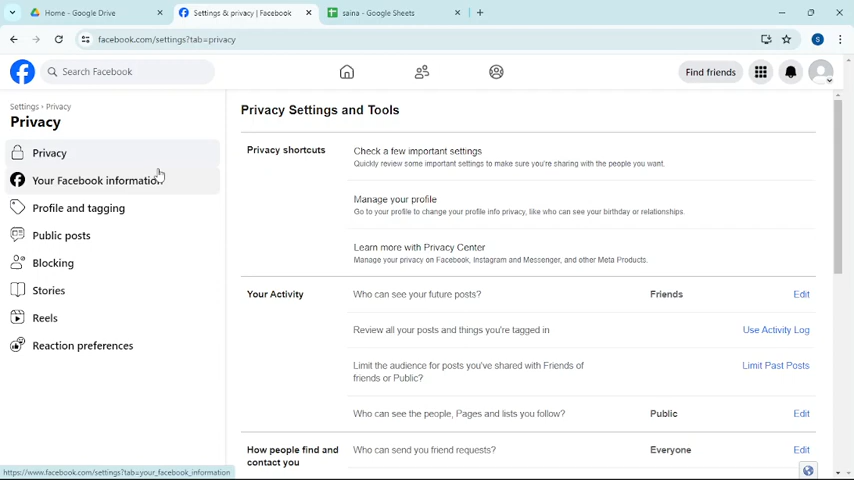 Home - Google Drive
Settings & privacy | Facebook
saina - Google Sheets
facebook.com/settings?tab=privacy
S
Search Facebook
Find friends
Settings › Privacy
Privacy
Privacy
Your Facebook information
Profile and tagging
Public posts
Blocking
Stories
Reels
Reaction preferences
Privacy Settings and Tools
Privacy shortcuts
Check a few important settings
Quickly review some important settings to make sure you're sharing with the people you want.
Manage your profile
Go to your profile to change your profile info privacy, like who can see your birthday or relationships.
Learn more with Privacy Center
Manage your privacy on Facebook, Instagram and Messenger, and other Meta Products.
Your Activity
Who can see your future posts? Friends Edit
Review all your posts and things you're tagged in Use Activity Log
Limit the audience for posts you've shared with Friends of Limit Past Posts
friends or Public?
Who can see the people, Pages and lists you follow? Public Edit
How people find and
contact you
Who can send you friend requests? Everyone Edit
https://www.facebook.com/settings?tab=your_facebook_information